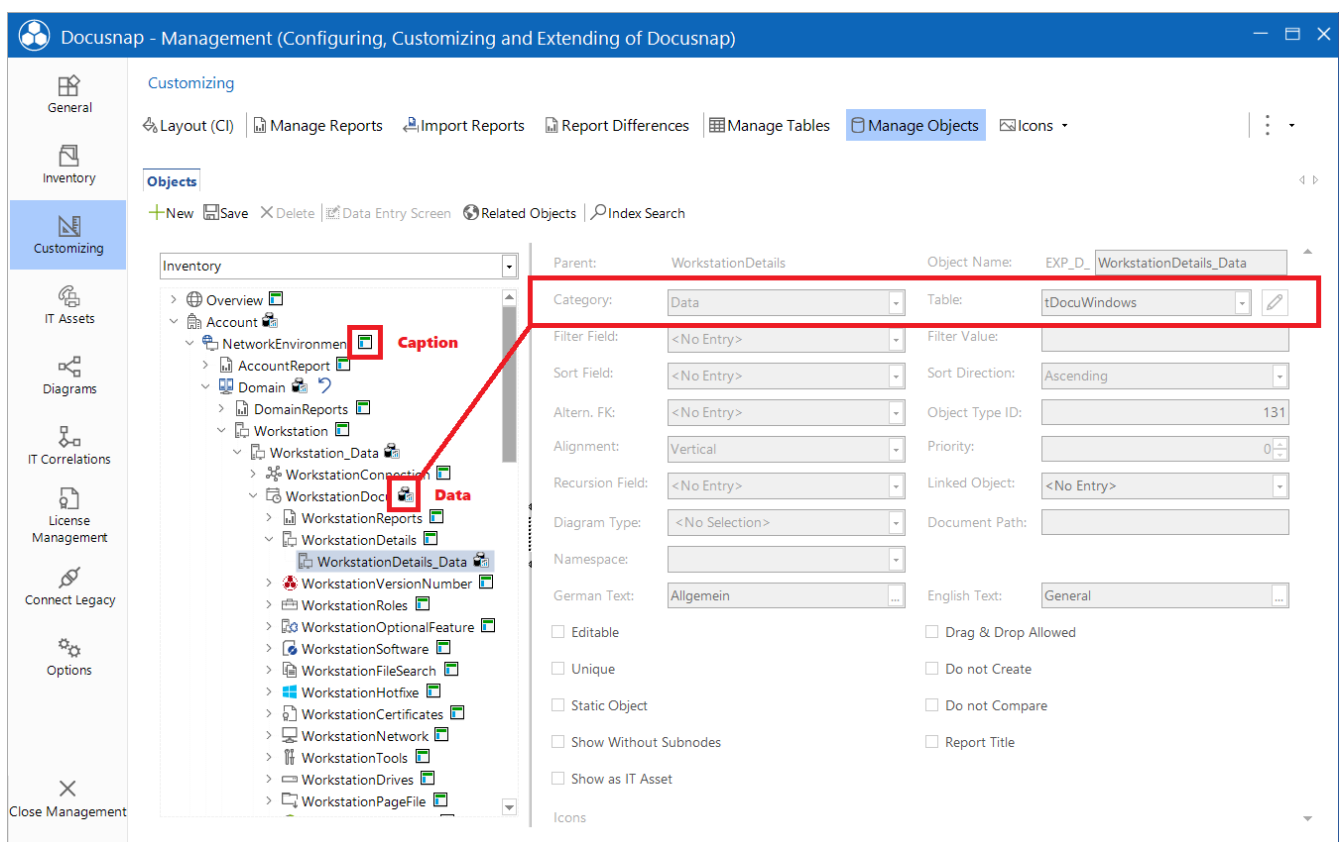 Docusnap - Management (Configuring, Customizing and Extending of Docusnap)
General
Inventory
Customizing
IT Assets
Diagrams
IT Correlations
License
Management
Connect Legacy
Options
Close Management
Customizing
Layout (CI) Manage Reports Import Reports Report Differences Manage Tables Manage Objects Icons
Objects
New Save Delete Data Entry Screen Related Objects Index Search
Inventory
Overview
Account
NetworkEnvironmen Caption
AccountReport
Domain
DomainReports
Workstation
Workstation_Data
WorkstationConnection
WorkstationDocu Data
WorkstationReports
WorkstationDetails
WorkstationDetails_Data
WorkstationVersionNumber
WorkstationRoles
WorkstationOptionalFeature
WorkstationSoftware
WorkstationFileSearch
WorkstationHotfixe
WorkstationCertificates
WorkstationNetwork
WorkstationTools
WorkstationDrives
WorkstationPageFile
Parent: WorkstationDetails Object Name: EXP_D_ WorkstationDetails_Data
Category: Data Table: tDocuWindows
Filter Field: <No Entry> Filter Value:
Sort Field: <No Entry> Sort Direction: Ascending
Altern. FK: <No Entry> Object Type ID: 131
Alignment: Vertical Priority: 0
Recursion Field: <No Entry> Linked Object: <No Entry>
Diagram Type: <No Selection> Document Path:
Namespace:
German Text: Allgemein ... English Text: General ...
Editable Drag & Drop Allowed
Unique Do not Create
Static Object Do not Compare
Show Without Subnodes Report Title
Show as IT Asset
Icons